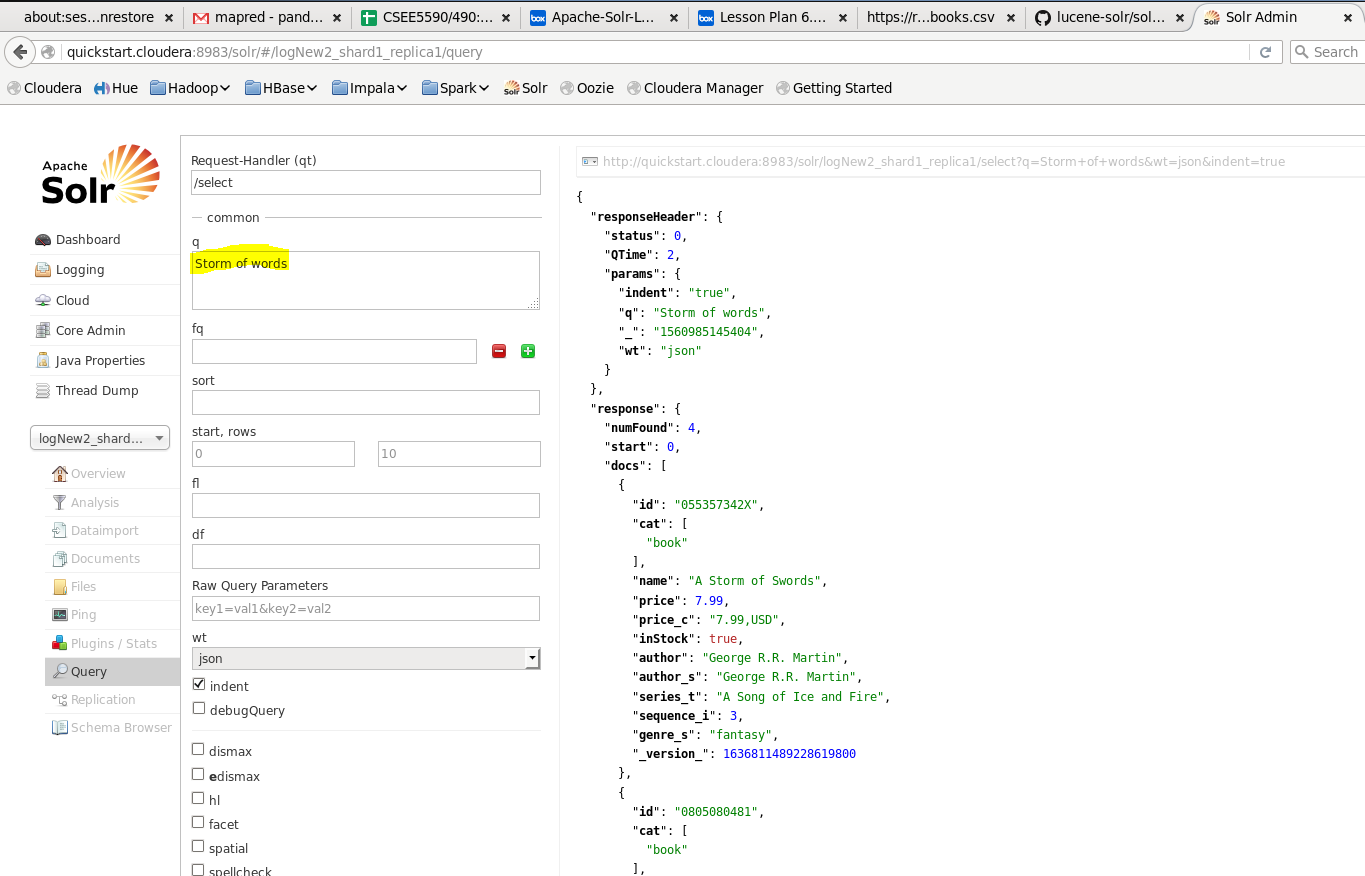 about:ses...nrestore × mapred - pand... × CSEE5590/490:... × Apache-Solr-L... × Lesson Plan 6.... × https://r...books.csv × lucene-solr/sol... × Solr Admin ×
quickstart.cloudera:8983/solr/#/logNew2_shard1_replica1/query Search
Cloudera Hue Hadoop HBase Impala Spark Solr Oozie Cloudera Manager Getting Started
Apache
Solr
Dashboard
Logging
Cloud
Core Admin
Java Properties
Thread Dump
logNew2_shard...
Overview
Analysis
Dataimport
Documents
Files
Ping
Plugins / Stats
Query
Replication
Schema Browser
Request-Handler (qt)
/select
common
q
Storm of words
fq
sort
start, rows
0 10
fl
df
Raw Query Parameters
key1=val1&key2=val2
wt
json
indent
debugQuery
dismax
edismax
hl
facet
spatial
spellcheck
http://quickstart.cloudera:8983/solr/logNew2_shard1_replica1/select?q=Storm+of+words&wt=json&indent=true
{
"responseHeader": {
"status": 0,
"QTime": 2,
"params": {
"indent": "true",
"q": "Storm of words",
"_": "1560985145404",
"wt": "json"
}
},
"response": {
"numFound": 4,
"start": 0,
"docs": [
{
"id": "055357342X",
"cat": [
"book"
],
"name": "A Storm of Swords",
"price": 7.99,
"price_c": "7.99,USD",
"inStock": true,
"author": "George R.R. Martin",
"author_s": "George R.R. Martin",
"series_t": "A Song of Ice and Fire",
"sequence_i": 3,
"genre_s": "fantasy",
"_version_": 1636811489228619800
},
{
"id": "0805080481",
"cat": [
"book"
],